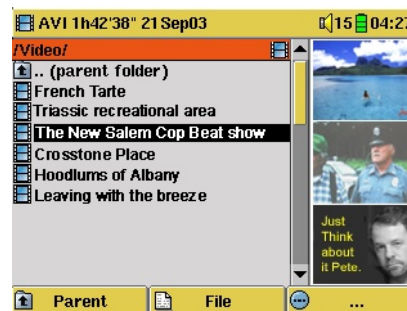 AVI 1h42'38" 21Sep03 15 04:27
/Video/
.. (parent folder)
French Tarte
Triassic recreational area
The New Salem Cop Beat show
Crosstone Place
Hoodlums of Albany
Leaving with the breeze
Just
Think
about
it Pete.
Parent File ...